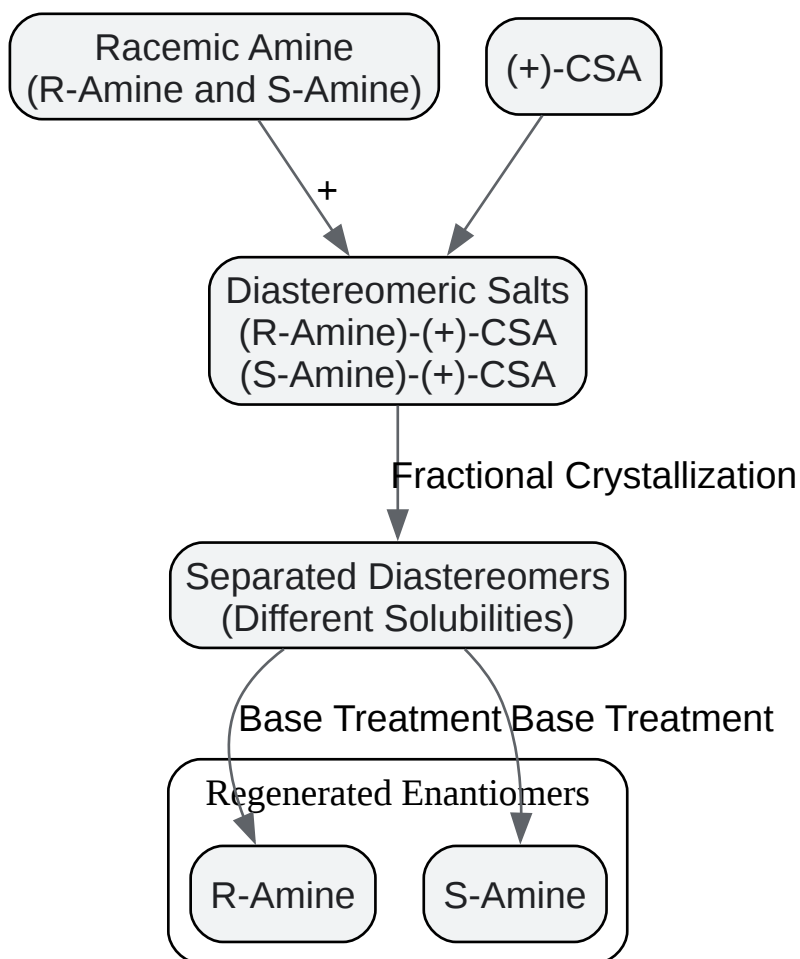 Racemic Amine
(R-Amine and S-Amine)
(+)-CSA
+
Diastereomeric Salts
(R-Amine)-(+)-CSA
(S-Amine)-(+)-CSA
Fractional Crystallization
Separated Diastereomers
(Different Solubilities)
Base Treatment
Base Treatment
Regenerated Enantiomers
R-Amine
S-Amine